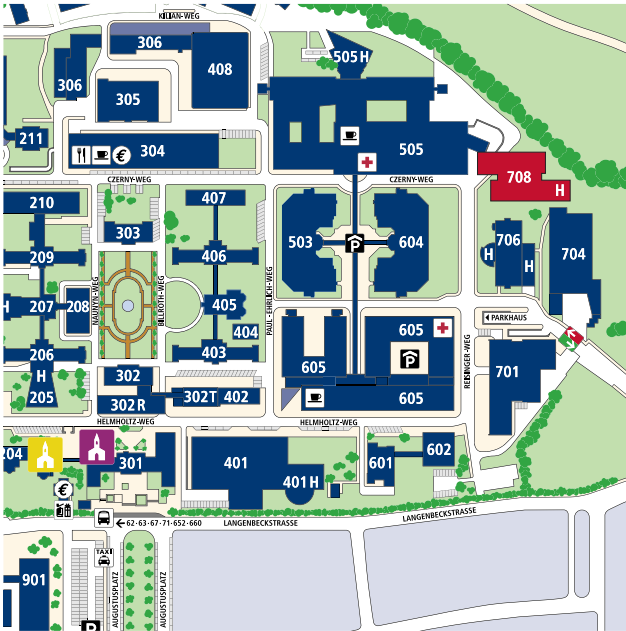 KILIAN-WEG
306
408
505 H
306
305
211
304
€
505
CZERNY-WEG
CZERNY-WEG
708
H
210
407
303
503
604
706
704
H
H
209
406
P
NAUNYN-WEG
BILLROTH-WEG
PAUL-EHRLICH-WEG
H
207
208
405
404
605
PARKHAUS
206
403
605
P
REISINGER-WEG
701
H
205
302
302R
302T
402
605
HELMHOLTZ-WEG
HELMHOLTZ-WEG
204
301
401
401 H
601
602
€
62-63-67-71-652-660
LANGENBECKSTRASSE
LANGENBECKSTRASSE
TAXI
901
AUGUSTUSPLATZ
AUGUSTUSPLATZ
P